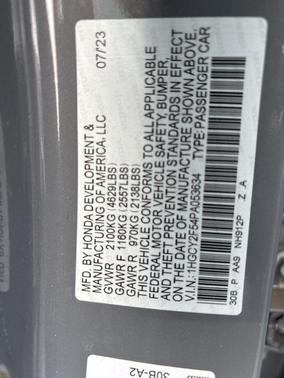 MFD. BY HONDA DEVELOPMENT & 07/23
MANUFACTURING OF AMERICA, LLC
GVWR 2100KG (4629LBS)
GAWR F 1160KG (2557LBS)
GAWR R 970KG (2138LBS)
THIS VEHICLE CONFORMS TO ALL APPLICABLE
FEDERAL MOTOR VEHICLE SAFETY, BUMPER, AND
THEFT PREVENTION STANDARDS IN EFFECT
ON THE DATE OF MANUFACTURE SHOWN ABOVE.
V.I.N.: 1HGCY2F54PA053634 TYPE: PASSENGER CAR
30B . P AA9 NH912P Z A
30B-A2